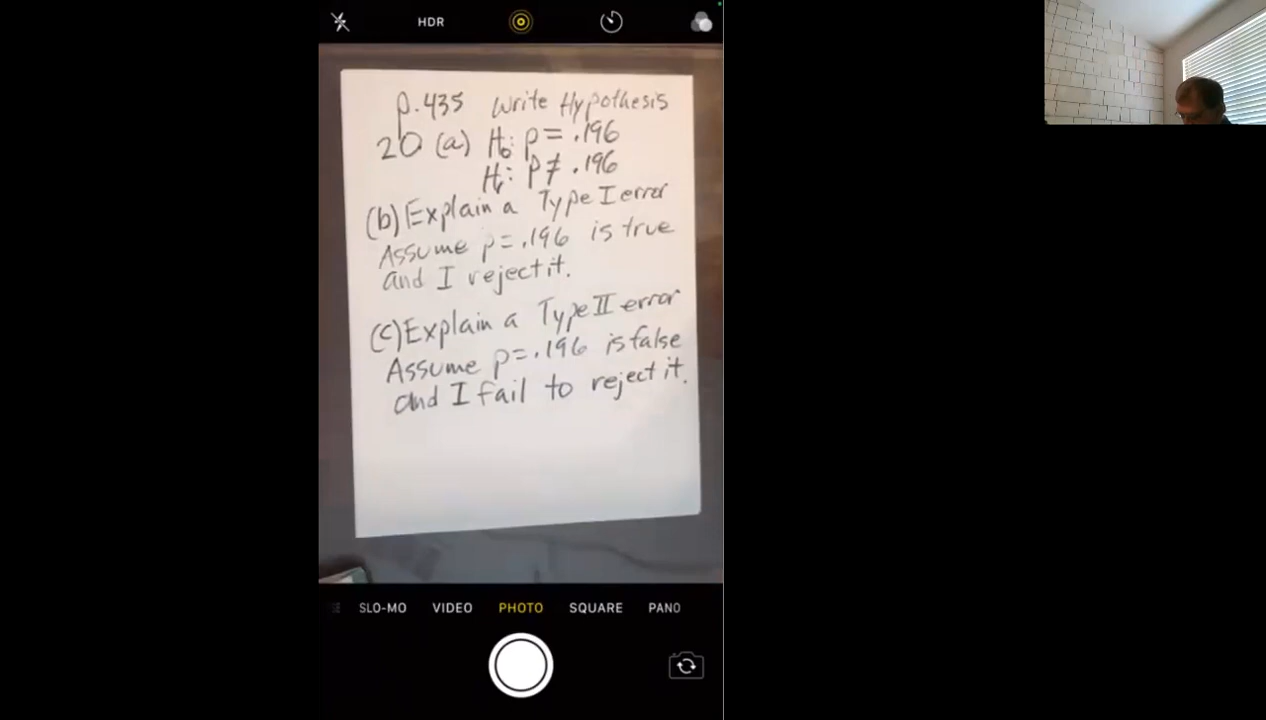 HDR
p.435 Write Hypothesis
20 (a) H₀: p = .196
H₁: p ≠ .196
(b) Explain a Type I error
Assume p = .196 is true
and I reject it.
(c) Explain a Type II error
Assume p = .196 is false
and I fail to reject it.
SLO-MO VIDEO PHOTO SQUARE PANO